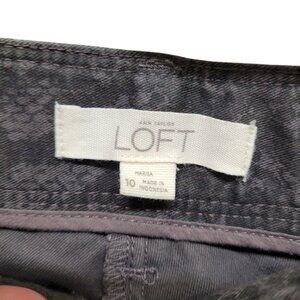 ANN TAYLOR
LOFT
MARISA
10 MADE IN
INDONESIA